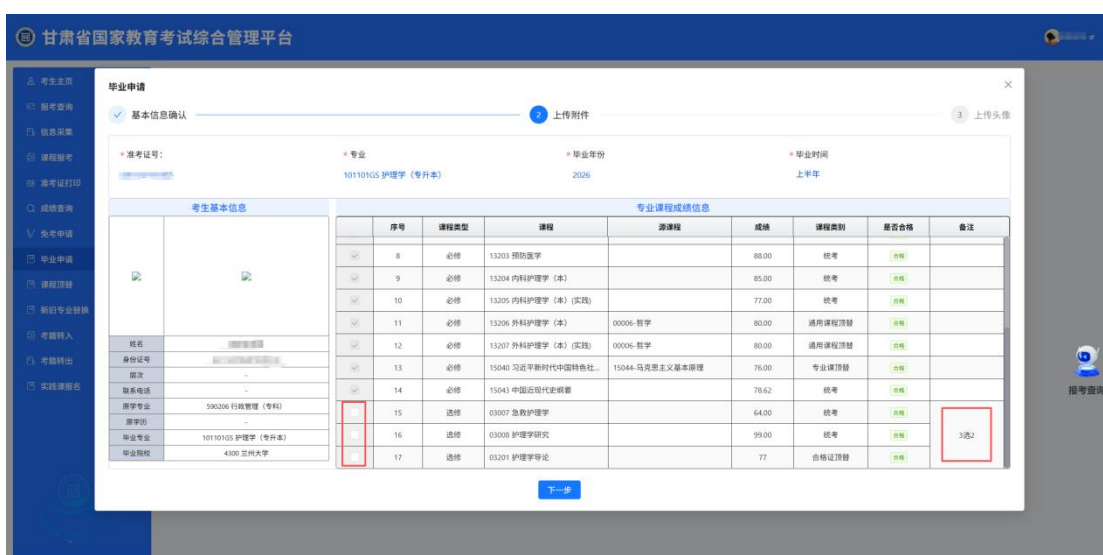 甘肃省国家教育考试综合管理平台
考生主页
报考查询
信息采集
课程报考
准考证打印
成绩查询
免考申请
毕业申请
课程顶替
新旧专业替换
考籍转入
考籍转出
实践课报名
毕业申请
基本信息确认
2 上传附件
3 上传头像
* 准考证号: * 专业 * 毕业年份 * 毕业时间
101101GS 护理学（专升本） 2026 上半年
考生基本信息
姓名
身份证号
层次 -
联系电话 -
原学专业 590206 行政管理（专科）
原学历 -
毕业专业 101101GS 护理学（专升本）
毕业院校 4300 兰州大学
专业课程成绩信息
序号 课程类型 课程 源课程 成绩 课程类别 是否合格 备注
8 必修 13203 预防医学 88.00 统考 合格
9 必修 13204 内科护理学（本） 85.00 统考 合格
10 必修 13205 内科护理学（本）(实践) 77.00 统考 合格
11 必修 13206 外科护理学（本） 00006-哲学 80.00 通用课程顶替 合格
12 必修 13207 外科护理学（本）(实践) 00006-哲学 80.00 通用课程顶替 合格
13 必修 15040 习近平新时代中国特色社... 15044-马克思主义基本原理 76.00 专业课顶替 合格
14 必修 15043 中国近现代史纲要 78.62 统考 合格
15 选修 03007 急救护理学 64.00 统考 合格
16 选修 03008 护理学研究 99.00 统考 合格 3选2
17 选修 03201 护理学导论 77 合格证顶替 合格
下一步
报考查询